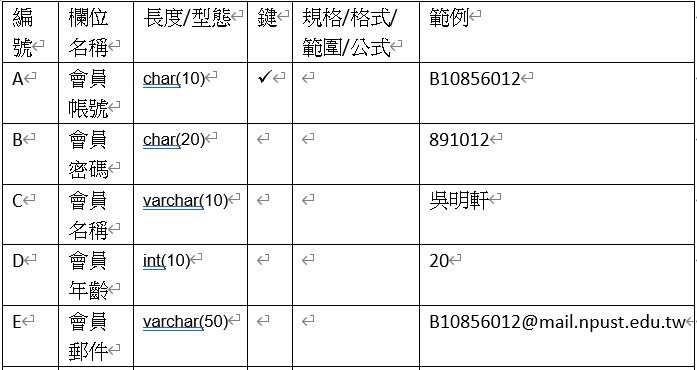 編號 欄位名稱 長度/型態 鍵 規格/格式/範圍/公式 範例
A 會員帳號 char(10) ✓ B10856012
B 會員密碼 char(20) 891012
C 會員名稱 varchar(10) 吳明軒
D 會員年齡 int(10) 20
E 會員郵件 varchar(50) B10856012@mail.npust.edu.tw